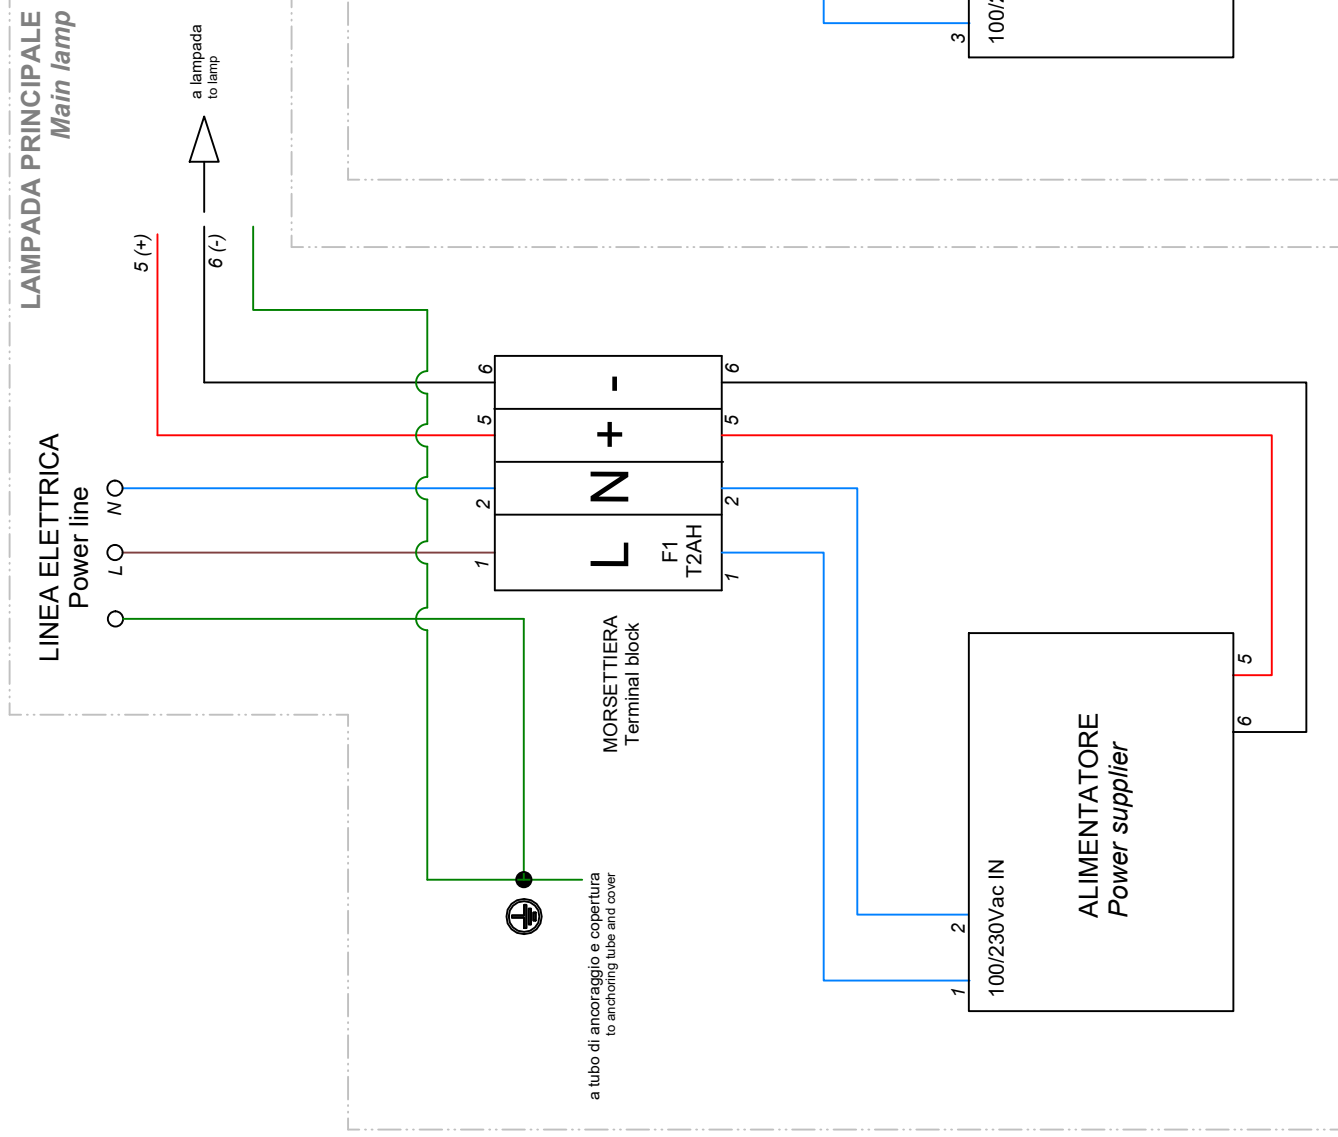 LAMPADA PRINCIPALE
Main lamp
a lampada
to lamp
5 (+)
6 (-)
LINEA ELETTRICA
Power line
N
L
6
5
2
1
-
+
N
L
F1
T2AH
6
5
2
1
MORSETTIERA
Terminal block
a tubo di ancoraggio e copertura
to anchoring tube and cover
ALIMENTATORE
Power supplier
100/230Vac IN
2
1
5
6
3
100/